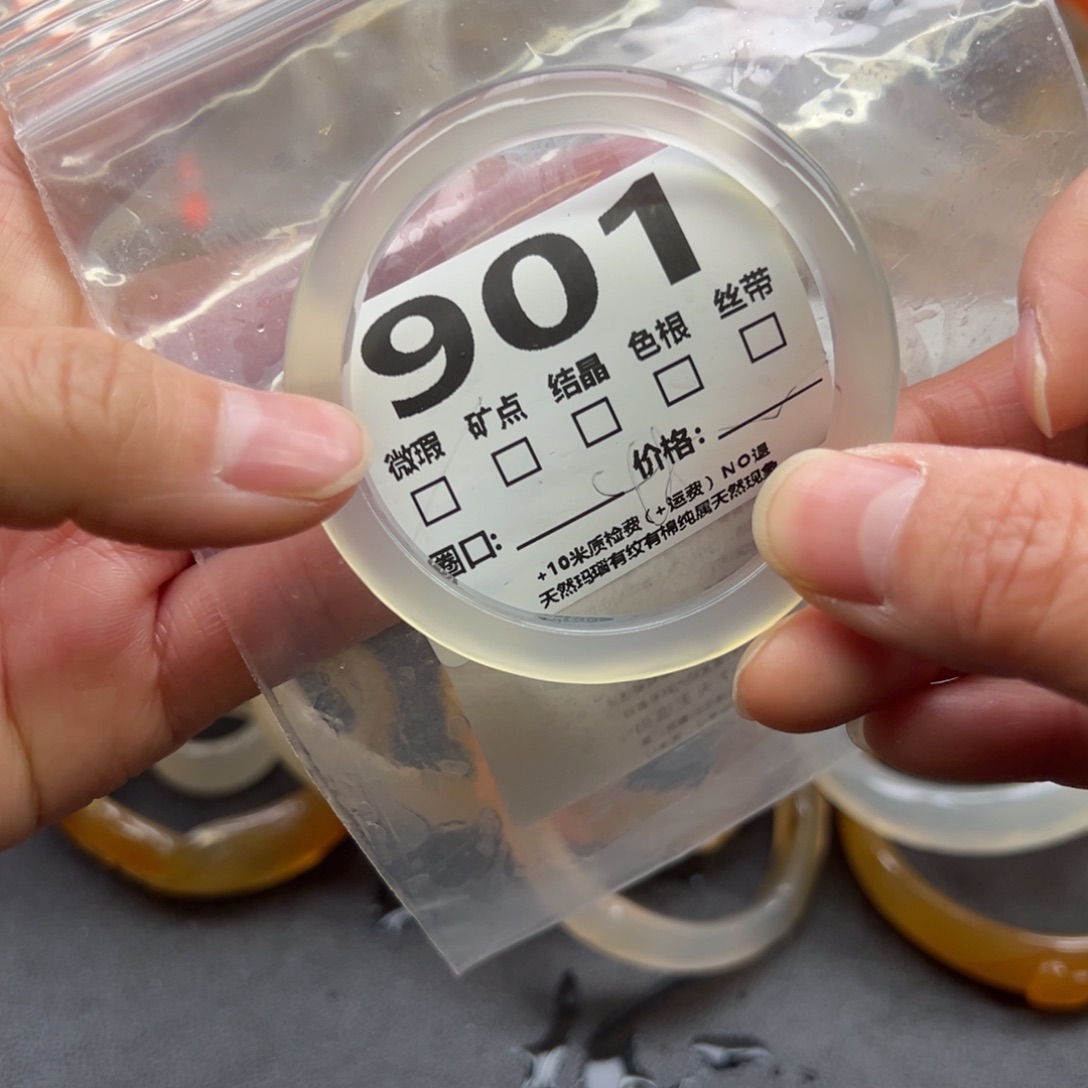 901
微瑕 矿点 结晶 色根 丝带
圈口: 价格:
+10米质检费(+运费)NO退
天然玛瑙有纹有棉纯属天然现象